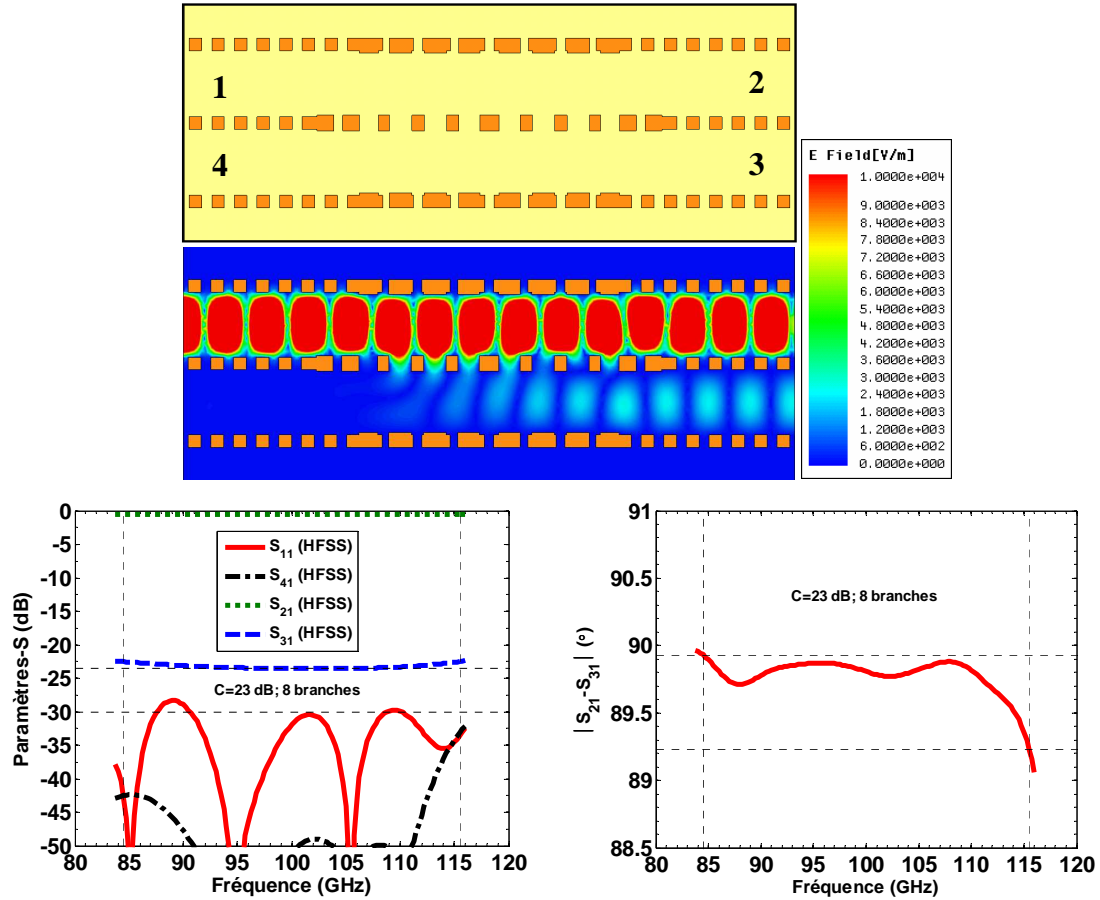 1
2
4
3
E Field[V/m]
1.0000e+004
9.0000e+003
8.4000e+003
7.8000e+003
7.2000e+003
6.6000e+003
6.0000e+003
5.4000e+003
4.8000e+003
4.2000e+003
3.6000e+003
3.0000e+003
2.4000e+003
1.8000e+003
1.2000e+003
6.0000e+002
0.0000e+000
0
-5
-10
-15
-20
-25
-30
-35
-40
-45
-50
Paramètres-S (dB)
S11 (HFSS)
S41 (HFSS)
S21 (HFSS)
S31 (HFSS)
C=23 dB; 8 branches
80 85 90 95 100 105 110 115 120
Fréquence (GHz)
91
90.5
90
89.5
89
88.5
|S21-S31| (°)
C=23 dB; 8 branches
80 85 90 95 100 105 110 115 120
Fréquence (GHz)